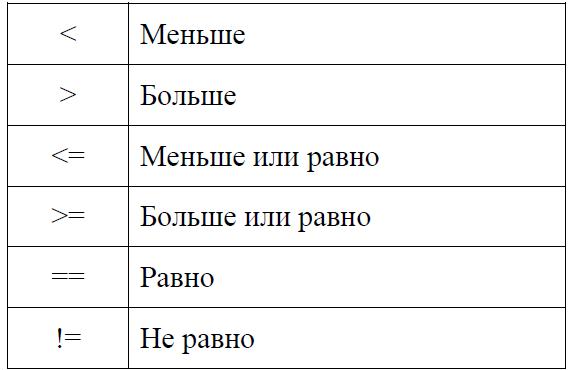 < Меньше
> Больше
<= Меньше или равно
>= Больше или равно
== Равно
!= Не равно